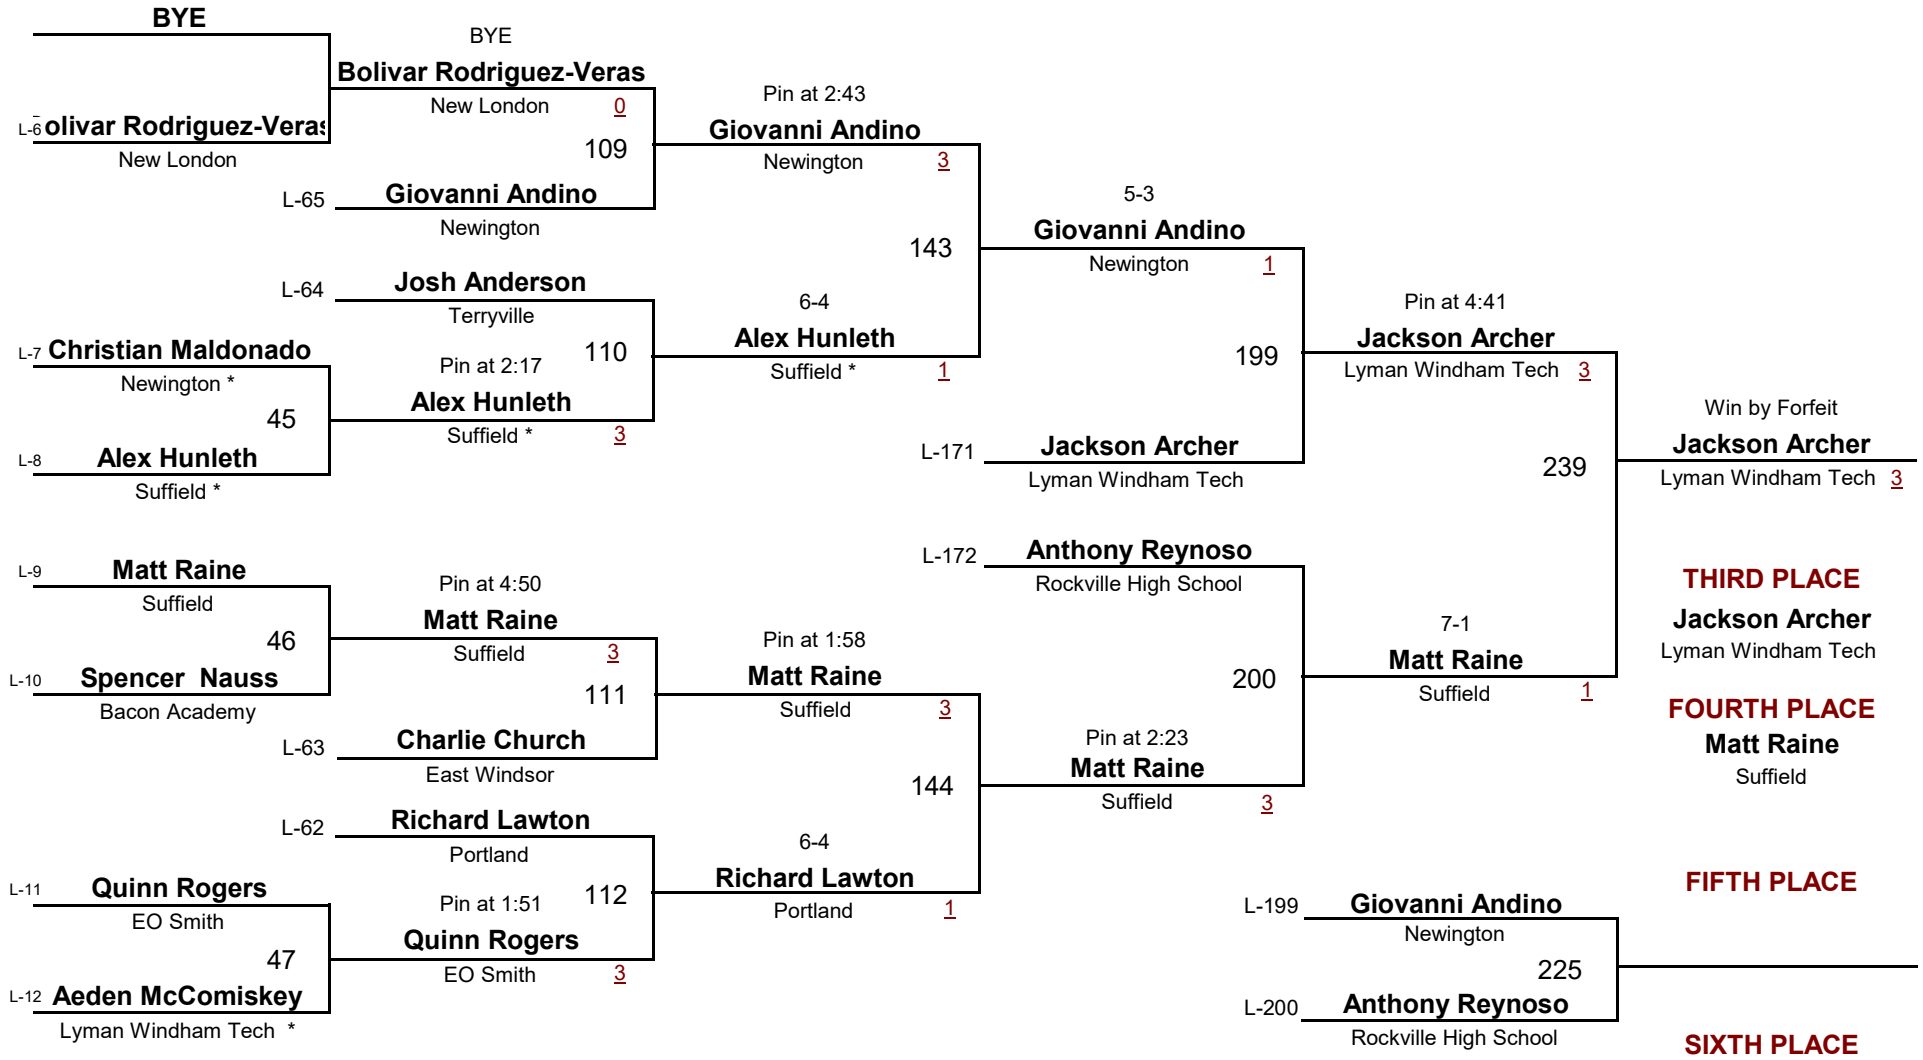 BYE
L-6 olivar Rodriguez-Veras
New London
L-7 Christian Maldonado
Newington *
45
L-8 Alex Hunleth
Suffield *
L-9 Matt Raine
Suffield
46
L-10 Spencer  Nauss
Bacon Academy
L-11 Quinn Rogers
EO Smith
47
L-12 Aeden McComiskey
Lyman Windham Tech  *
BYE
Bolivar Rodriguez-Veras
New London 0
109
L-65 Giovanni Andino
Newington
L-64 Josh Anderson
Terryville
110
Pin at 2:17
Alex Hunleth
Suffield * 3
Pin at 4:50
Matt Raine
Suffield 3
111
L-63 Charlie Church
East Windsor
L-62 Richard Lawton
Portland
112
Pin at 1:51
Quinn Rogers
EO Smith 3
Pin at 2:43
Giovanni Andino
Newington 3
143
6-4
Alex Hunleth
Suffield * 1
Pin at 1:58
Matt Raine
Suffield 3
144
6-4
Richard Lawton
Portland 1
5-3
Giovanni Andino
Newington 1
199
L-171 Jackson Archer
Lyman Windham Tech
L-172 Anthony Reynoso
Rockville High School
200
Pin at 2:23
Matt Raine
Suffield 3
Pin at 4:41
Jackson Archer
Lyman Windham Tech 3
239
7-1
Matt Raine
Suffield 1
L-199 Giovanni Andino
Newington
225
L-200 Anthony Reynoso
Rockville High School
Win by Forfeit
Jackson Archer
Lyman Windham Tech 3
THIRD PLACE
Jackson Archer
Lyman Windham Tech
FOURTH PLACE
Matt Raine
Suffield
FIFTH PLACE
SIXTH PLACE